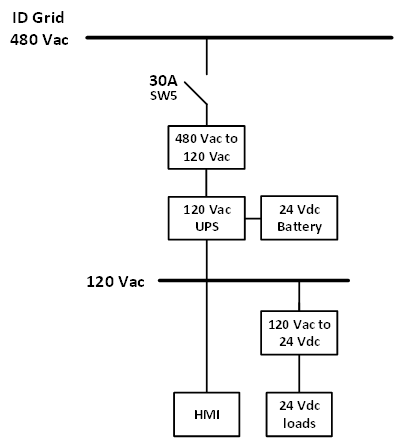 ID Grid
480 Vac
30A
SW5
480 Vac to
120 Vac
120 Vac
UPS
24 Vdc
Battery
120 Vac
120 Vac to
24 Vdc
HMI
24 Vdc
loads